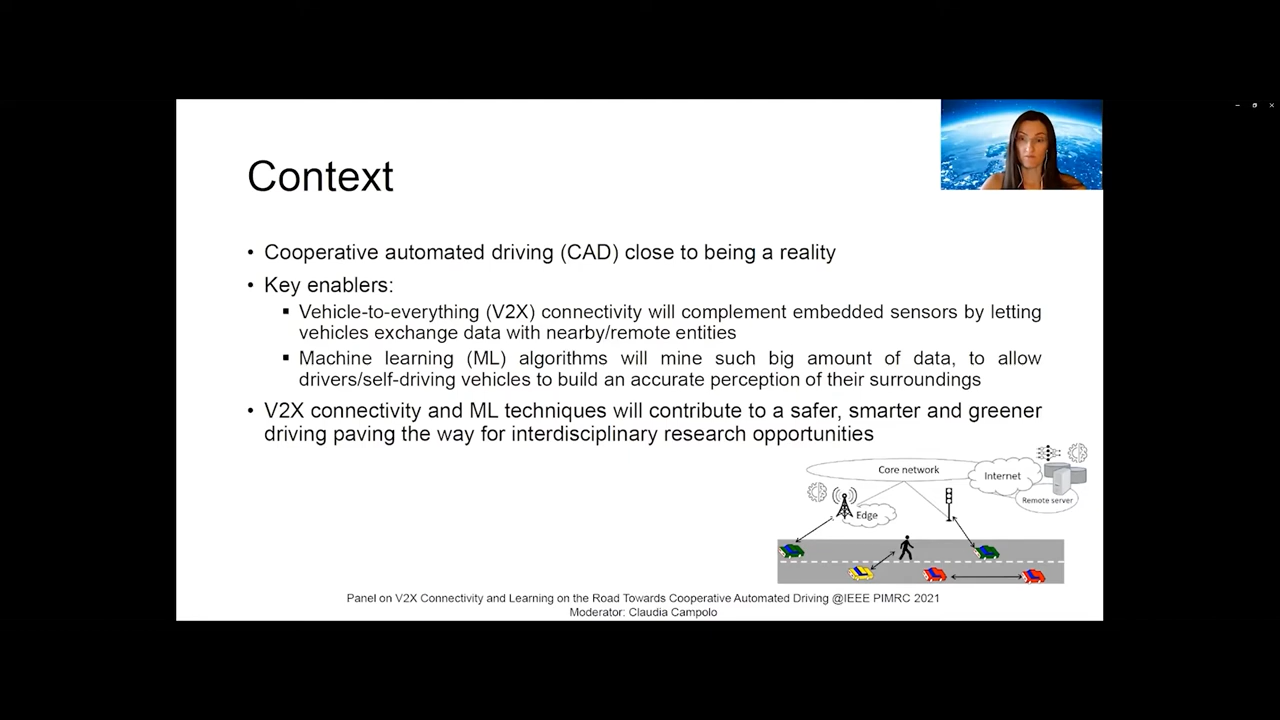 Context
• Cooperative automated driving (CAD) close to being a reality
• Key enablers:
▪ Vehicle-to-everything (V2X) connectivity will complement embedded sensors by letting
vehicles exchange data with nearby/remote entities
▪ Machine learning (ML) algorithms will mine such big amount of data, to allow
drivers/self-driving vehicles to build an accurate perception of their surroundings
• V2X connectivity and ML techniques will contribute to a safer, smarter and greener
driving paving the way for interdisciplinary research opportunities
Core network
Internet
Remote server
Edge
Panel on V2X Connectivity and Learning on the Road Towards Cooperative Automated Driving @IEEE PIMRC 2021
Moderator: Claudia Campolo